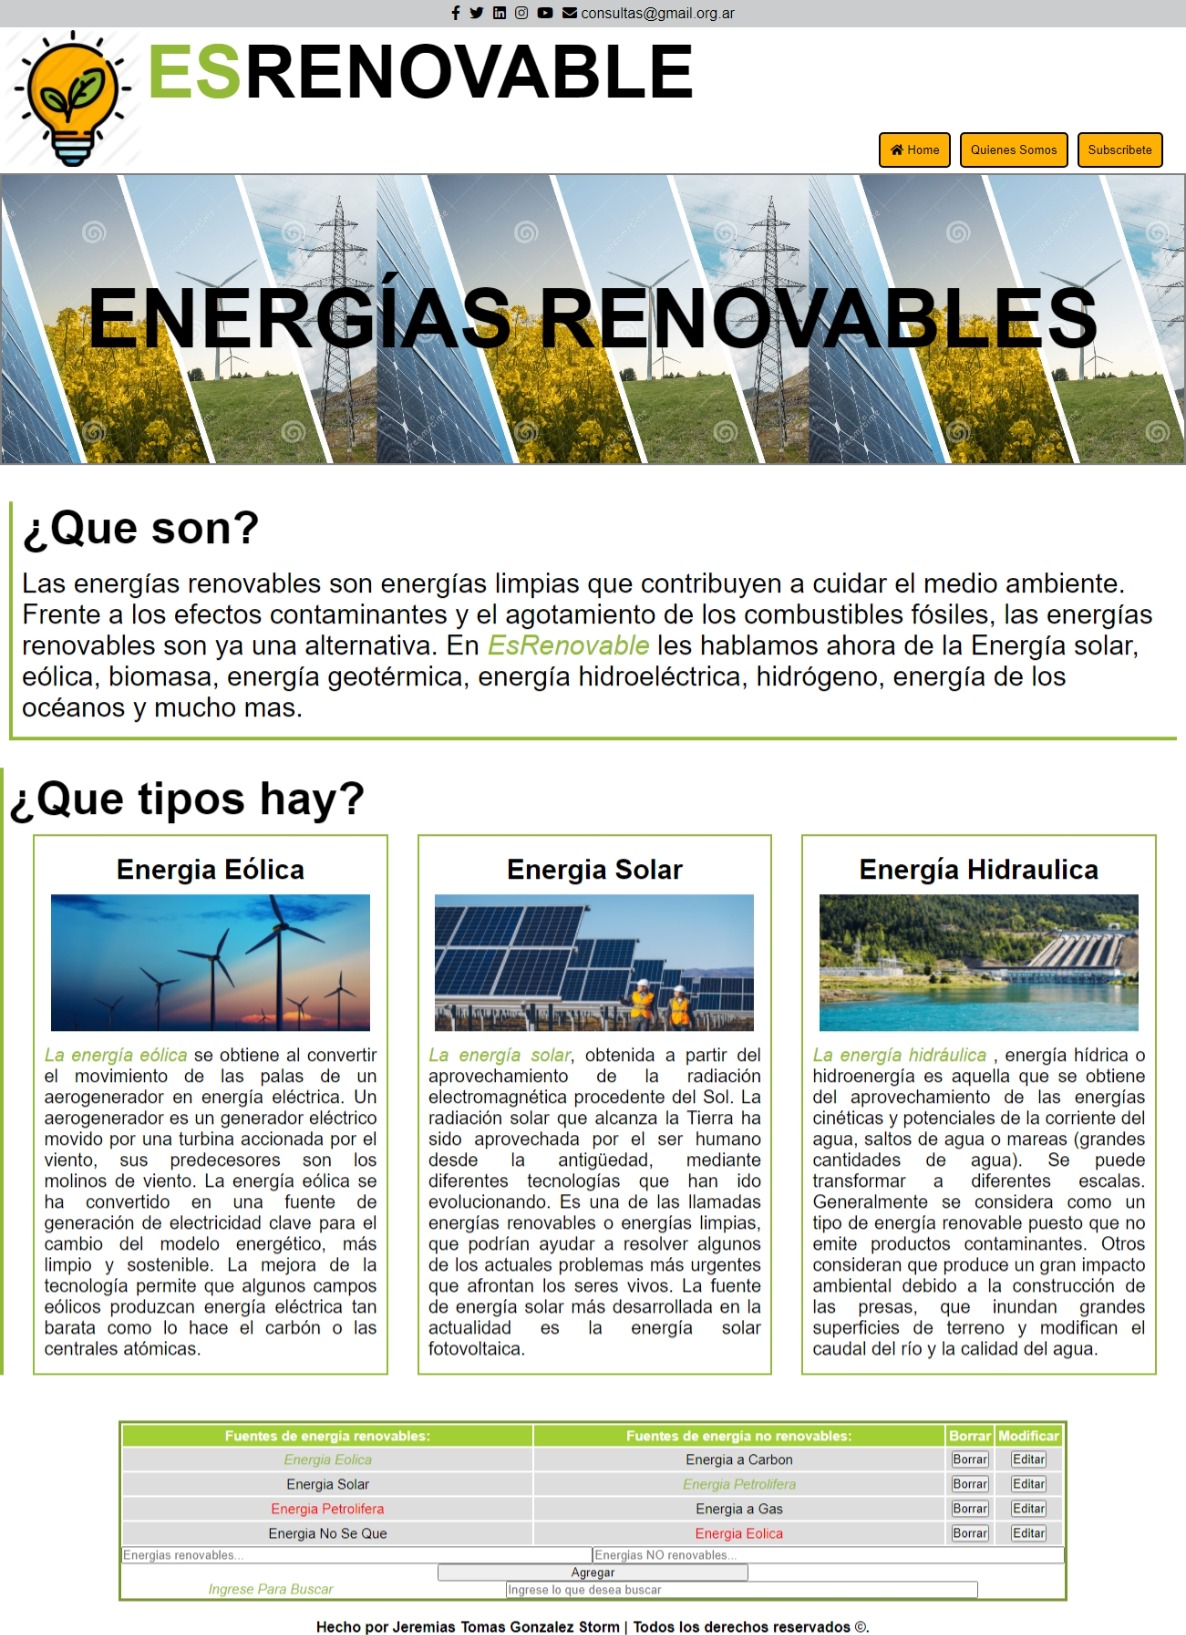 consultas@gmail.org.ar
ESRENOVABLE
Home Quienes Somos Subscribete
ENERGÍAS RENOVABLES
¿Que son?
Las energías renovables son energías limpias que contribuyen a cuidar el medio ambiente.
Frente a los efectos contaminantes y el agotamiento de los combustibles fósiles, las energías
renovables son ya una alternativa. En EsRenovable les hablamos ahora de la Energía solar,
eólica, biomasa, energía geotérmica, energía hidroeléctrica, hidrógeno, energía de los
océanos y mucho mas.
¿Que tipos hay?
Energia Eólica
La energía eólica se obtiene al convertir
el movimiento de las palas de un
aerogenerador en energía eléctrica. Un
aerogenerador es un generador eléctrico
movido por una turbina accionada por el
viento, sus predecesores son los
molinos de viento. La energía eólica se
ha convertido en una fuente de
generación de electricidad clave para el
cambio del modelo energético, más
limpio y sostenible. La mejora de la
tecnología permite que algunos campos
eólicos produzcan energía eléctrica tan
barata como lo hace el carbón o las
centrales atómicas.
Energia Solar
La energía solar, obtenida a partir del
aprovechamiento de la radiación
electromagnética procedente del Sol. La
radiación solar que alcanza la Tierra ha
sido aprovechada por el ser humano
desde la antigüedad, mediante
diferentes tecnologías que han ido
evolucionando. Es una de las llamadas
energías renovables o energías limpias,
que podrían ayudar a resolver algunos
de los actuales problemas más urgentes
que afrontan los seres vivos. La fuente
de energía solar más desarrollada en la
actualidad es la energía solar
fotovoltaica.
Energía Hidraulica
La energía hidráulica , energía hídrica o
hidroenergía es aquella que se obtiene
del aprovechamiento de las energías
cinéticas y potenciales de la corriente del
agua, saltos de agua o mareas (grandes
cantidades de agua). Se puede
transformar a diferentes escalas.
Generalmente se considera como un
tipo de energía renovable puesto que no
emite productos contaminantes. Otros
consideran que produce un gran impacto
ambiental debido a la construcción de
las presas, que inundan grandes
superficies de terreno y modifican el
caudal del río y la calidad del agua.
Fuentes de energia renovables: Fuentes de energia no renovables: Borrar Modificar
Energia Eolica Energia a Carbon Borrar Editar
Energia Solar Energia Petrolifera Borrar Editar
Energia Petrolifera Energia a Gas Borrar Editar
Energia No Se Que Energia Eolica Borrar Editar
Energias renovables... Energias NO renovables...
Agregar
Ingrese Para Buscar Ingrese lo que desea buscar
Hecho por Jeremias Tomas Gonzalez Storm | Todos los derechos reservados ©.